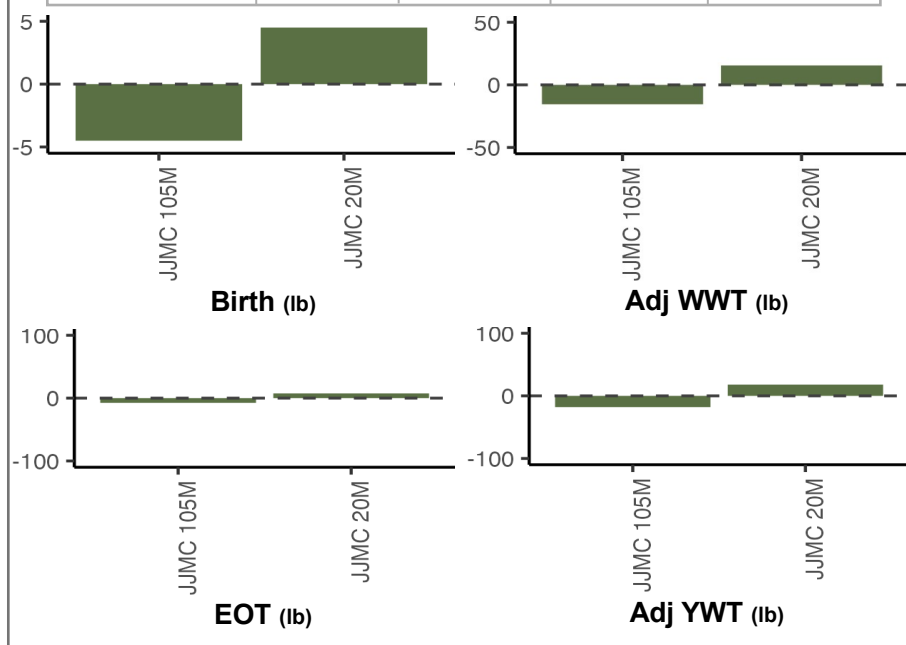 5
0
-5
JJMC 105M
JJMC 20M
Birth (lb)
50
0
-50
JJMC 105M
JJMC 20M
Adj WWT (lb)
100
0
-100
JJMC 105M
JJMC 20M
EOT (lb)
100
0
-100
JJMC 105M
JJMC 20M
Adj YWT (lb)